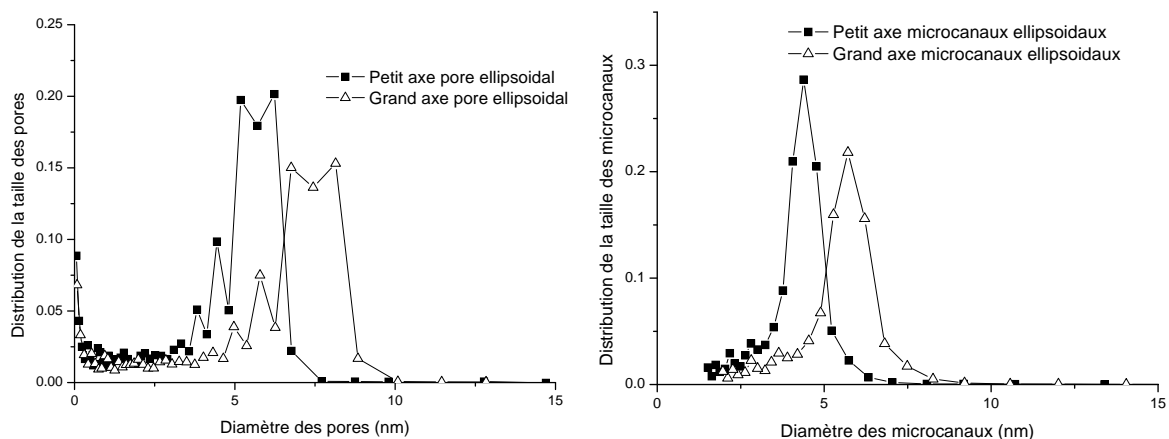 0.25
0.20
0.15
0.10
0.05
0.00
Distribution de la taille des pores
Petit axe pore ellipsoidal
Grand axe pore ellipsoidal
0 5 10 15
Diamètre des pores (nm)
0.3
0.2
0.1
0.0
Distribution de la taille des microcanaux
Petit axe microcanaux ellipsoidaux
Grand axe microcanaux ellipsoidaux
0 5 10 15
Diamètre des microcanaux (nm)